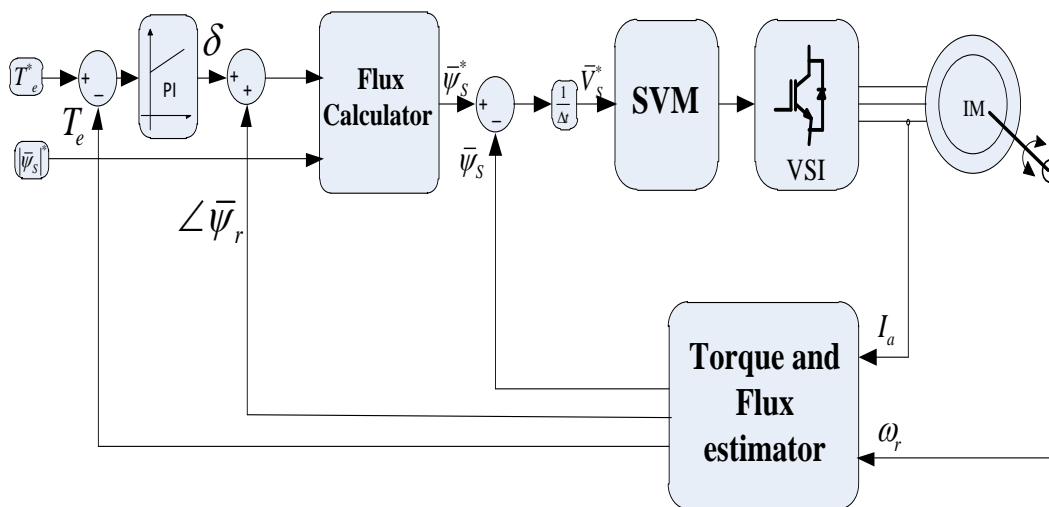 T*e
+
−
PI
δ
+
+
Flux
Calculator
ψ̄*S
+
−
1
Δt
V̄*s
SVM
VSI
IM
Te
|ψ̄S|*
ψ̄S
∠ψ̄r
Torque and
Flux
estimator
Ia
ωr